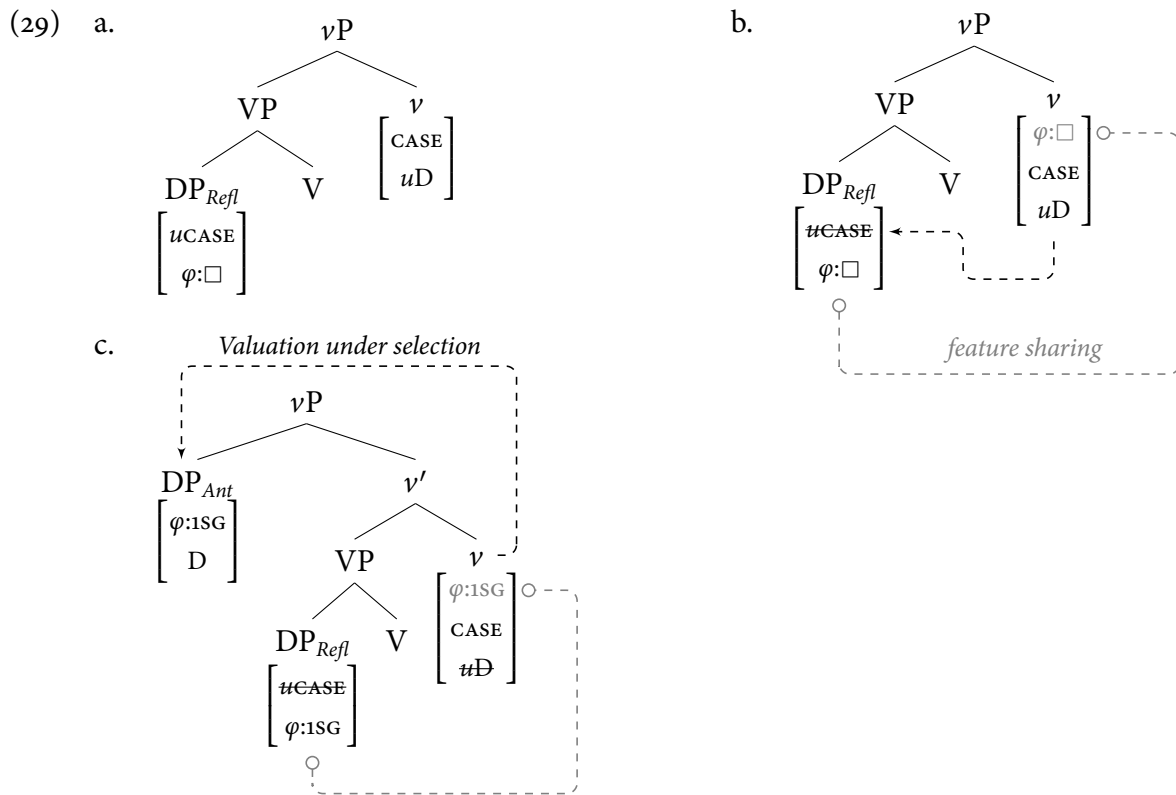 (29) a.
vP
VP v
[CASE
uD]
DP_Refl V
[uCASE
φ:□]
b.
vP
VP v
[φ:□
CASE
uD]
DP_Refl V
[uCASE
φ:□]
feature sharing
c.
Valuation under selection
vP
DP_Ant v′
[φ:1SG
D]
VP v
[φ:1SG
CASE
uD]
DP_Refl V
[uCASE
φ:1SG]